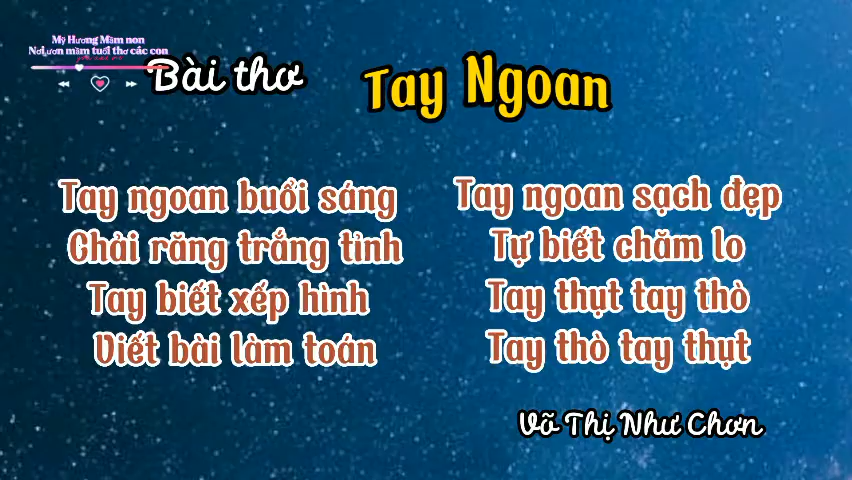 Mỹ Hương Mầm non
Nơi ươn mầm tuổi thơ các con
Bài thơ
Tay Ngoan
Tay ngoan buổi sáng
Chải răng trắng tỉnh
Tay biết xếp hình
Viết bài làm toán
Tay ngoan sạch đẹp
Tự biết chăm lo
Tay thụt tay thò
Tay thò tay thụt
Võ Thị Như Chơn